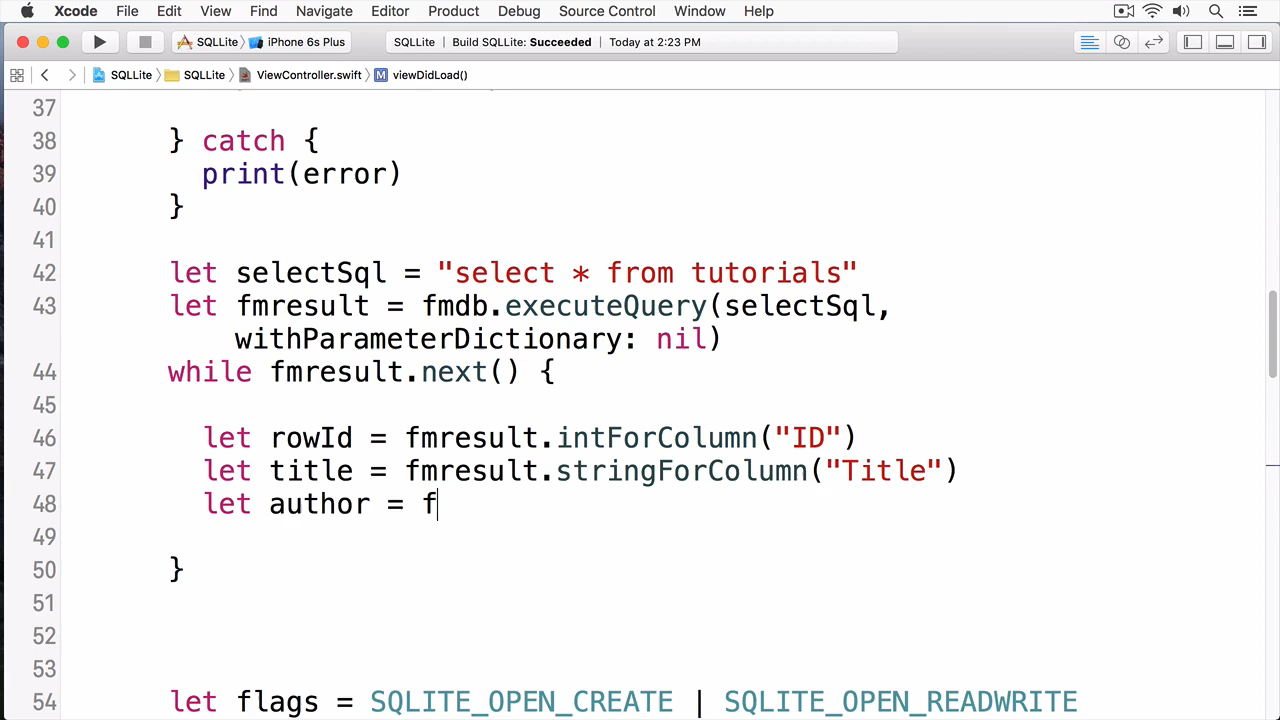 Xcode File Edit View Find Navigate Editor Product Debug Source Control Window Help
SQLLite iPhone 6s Plus SQLLite Build SQLLite: Succeeded Today at 2:23 PM
SQLLite SQLLite ViewController.swift M viewDidLoad()
37
38 } catch {
39 print(error)
40 }
41
42 let selectSql = "select * from tutorials"
43 let fmresult = fmdb.executeQuery(selectSql,
withParameterDictionary: nil)
44 while fmresult.next() {
45
46 let rowId = fmresult.intForColumn("ID")
47 let title = fmresult.stringForColumn("Title")
48 let author = f
49
50 }
51
52
53
54 let flags = SQLITE_OPEN_CREATE | SQLITE_OPEN_READWRITE